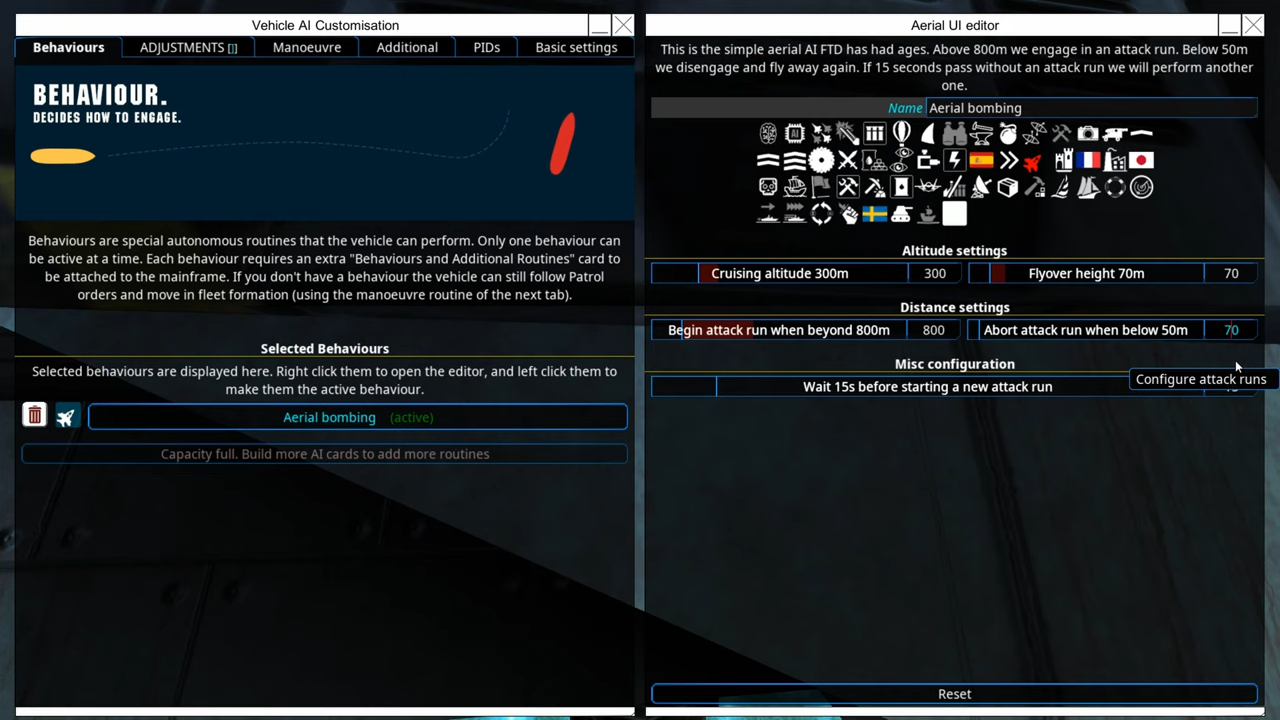 Vehicle AI Customisation
Behaviours
ADJUSTMENTS []
Manoeuvre
Additional
PIDs
Basic settings
BEHAVIOUR.
DECIDES HOW TO ENGAGE.
Behaviours are special autonomous routines that the vehicle can perform. Only one behaviour can
be active at a time. Each behaviour requires an extra "Behaviours and Additional Routines" card to
be attached to the mainframe. If you don't have a behaviour the vehicle can still follow Patrol
orders and move in fleet formation (using the manoeuvre routine of the next tab).
Selected Behaviours
Selected behaviours are displayed here. Right click them to open the editor, and left click them to
make them the active behaviour.
Aerial bombing (active)
Capacity full. Build more AI cards to add more routines
Aerial UI editor
This is the simple aerial AI FTD has had ages. Above 800m we engage in an attack run. Below 50m
we disengage and fly away again. If 15 seconds pass without an attack run we will perform another
one.
Name Aerial bombing
AI
Altitude settings
Cruising altitude 300m 300
Flyover height 70m 70
Distance settings
Begin attack run when beyond 800m 800
Abort attack run when below 50m 70
Misc configuration
Wait 15s before starting a new attack run
Configure attack runs
Reset